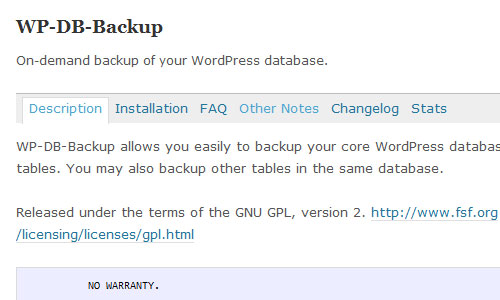 WP-DB-Backup
On-demand backup of your WordPress database.
Description Installation FAQ Other Notes Changelog Stats
WP-DB-Backup allows you easily to backup your core WordPress databas
tables. You may also backup other tables in the same database.
Released under the terms of the GNU GPL, version 2. http://www.fsf.org
/licensing/licenses/gpl.html
NO WARRANTY.